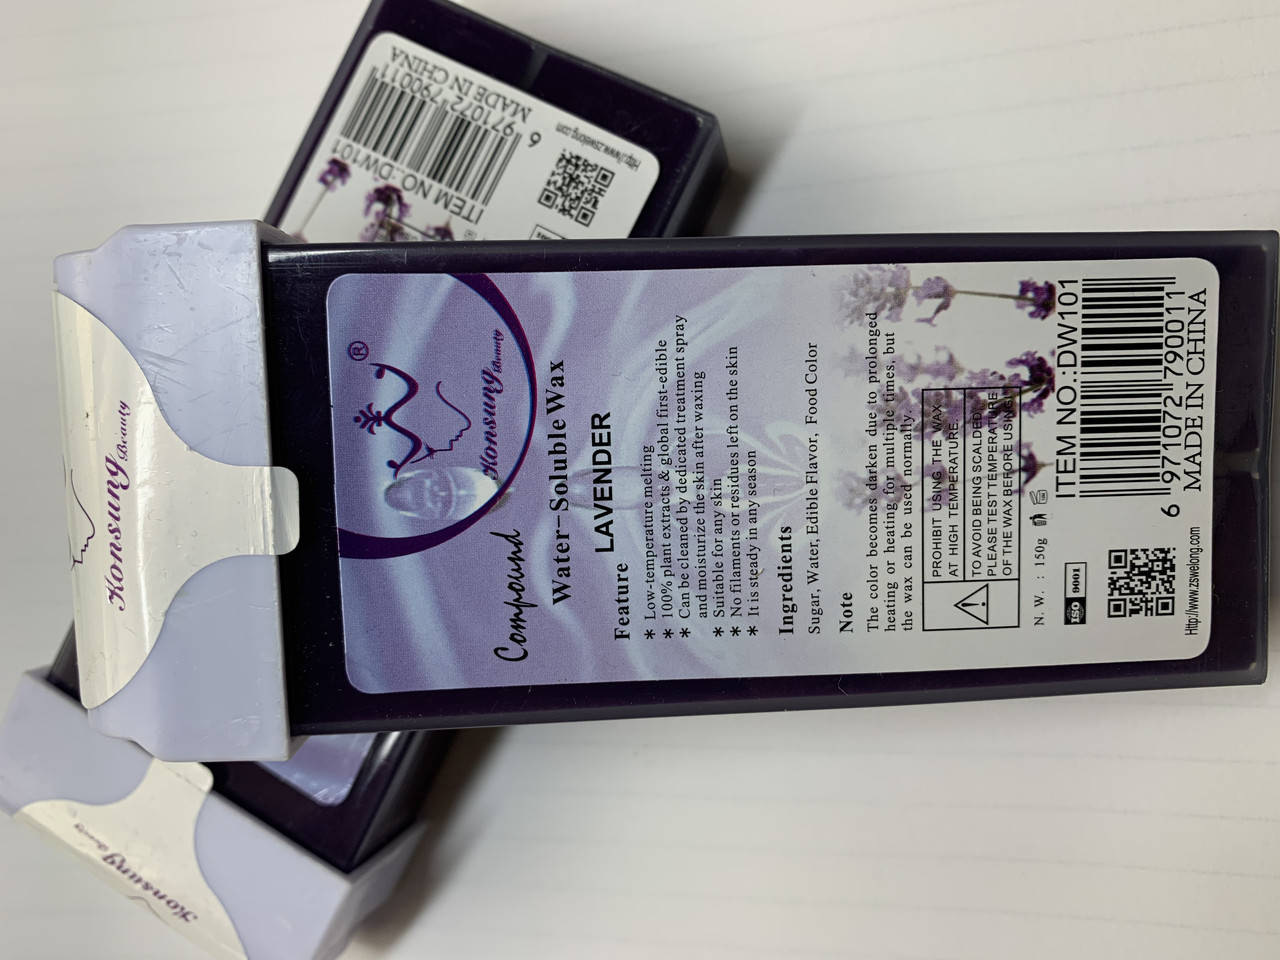 Konsung Beauty
®
Konsung Beauty
Compound
Water-Soluble Wax
LAVENDER
Feature
* Low-temperature melting
* 100% plant extracts & global first-edible
* Can be cleaned by dedicated treatment spray
and moisturize the skin after waxing
* Suitable for any skin
* No filaments or residues left on the skin
* It is steady in any season
Ingredients
Sugar, Water, Edible Flavor, Food Color
Note
The color becomes darken due to prolonged
heating or heating for multiple times, but
the wax can be used normally.
PROHIBIT USING THE WAX
AT HIGH TEMPERATURE.
TO AVOID BEING SCALDED,
PLEASE TEST TEMPERATURE
OF THE WAX BEFORE USING!
N. W. : 150g
ISO 9001
ITEM NO.:DW101
6 971072 790011
MADE IN CHINA
Http://www.zswelong.com
ITEM NO.:DW101
6 971072 790011
MADE IN CHINA
Http://www.zswelong.com
Konsung Beauty